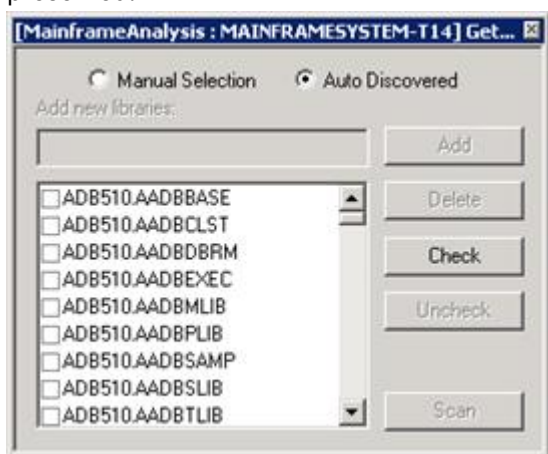 [MainframeAnalysis : MAINFRAMESYSTEM-T14] Get...
Manual Selection Auto Discovered
Add new libraries:
Add
ADB510.AADBBASE
Delete
ADB510.AADBCLST
ADB510.AADBDBRM
Check
ADB510.AADBEXEC
ADB510.AADBMLIB
Uncheck
ADB510.AADBPLIB
ADB510.AADBSAMP
ADB510.AADBSLIB
ADB510.AADBTLIB
Scan